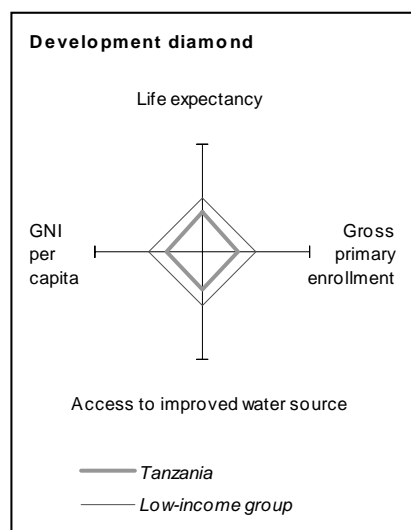 Development diamond
Life expectancy
GNI
per
capita
Gross
primary
enrollment
Access to improved water source
Tanzania
Low-income group